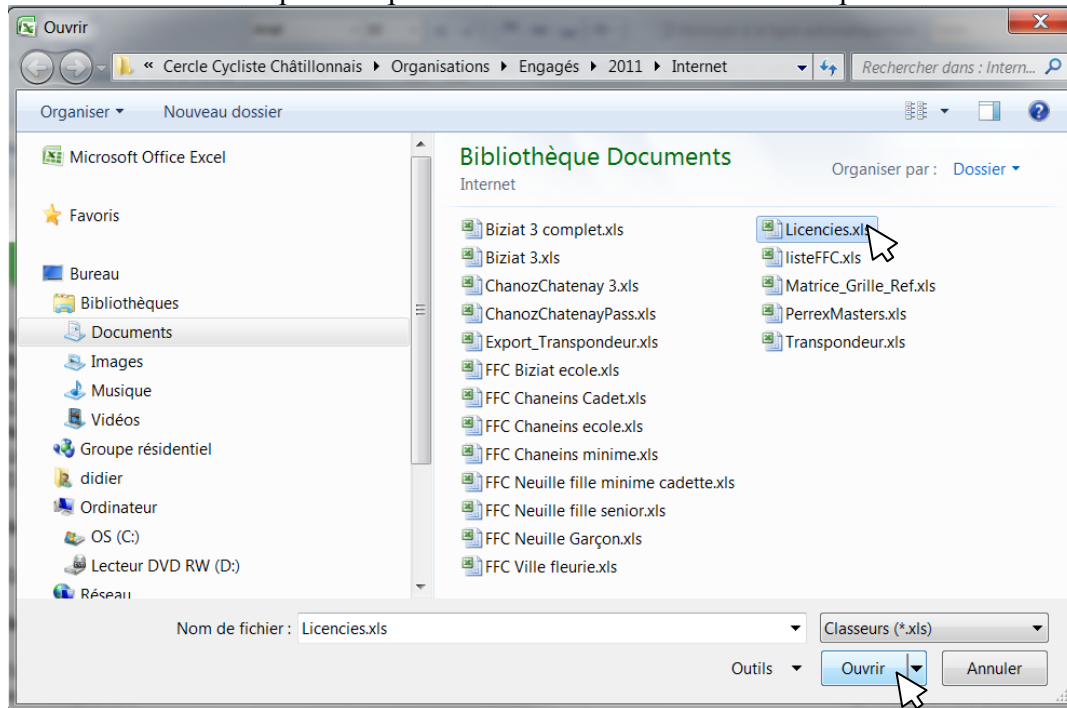 Ouvrir
« Cercle Cycliste Châtillonnais Organisations Engagés 2011 Internet
Rechercher dans : Intern...
Organiser Nouveau dossier
Microsoft Office Excel
Favoris
Bureau
Bibliothèques
Documents
Images
Musique
Vidéos
Groupe résidentiel
didier
Ordinateur
OS (C:)
Lecteur DVD RW (D:)
Réseau
Bibliothèque Documents
Internet
Organiser par : Dossier
Biziat 3 complet.xls
Biziat 3.xls
ChanozChatenay 3.xls
ChanozChatenayPass.xls
Export_Transpondeur.xls
FFC Biziat ecole.xls
FFC Chaneins Cadet.xls
FFC Chaneins ecole.xls
FFC Chaneins minime.xls
FFC Neuille fille minime cadette.xls
FFC Neuille fille senior.xls
FFC Neuille Garçon.xls
FFC Ville fleurie.xls
Licencies.xls
listeFFC.xls
Matrice_Grille_Ref.xls
PerrexMasters.xls
Transpondeur.xls
Nom de fichier : Licencies.xls
Classeurs (*.xls)
Outils Ouvrir Annuler